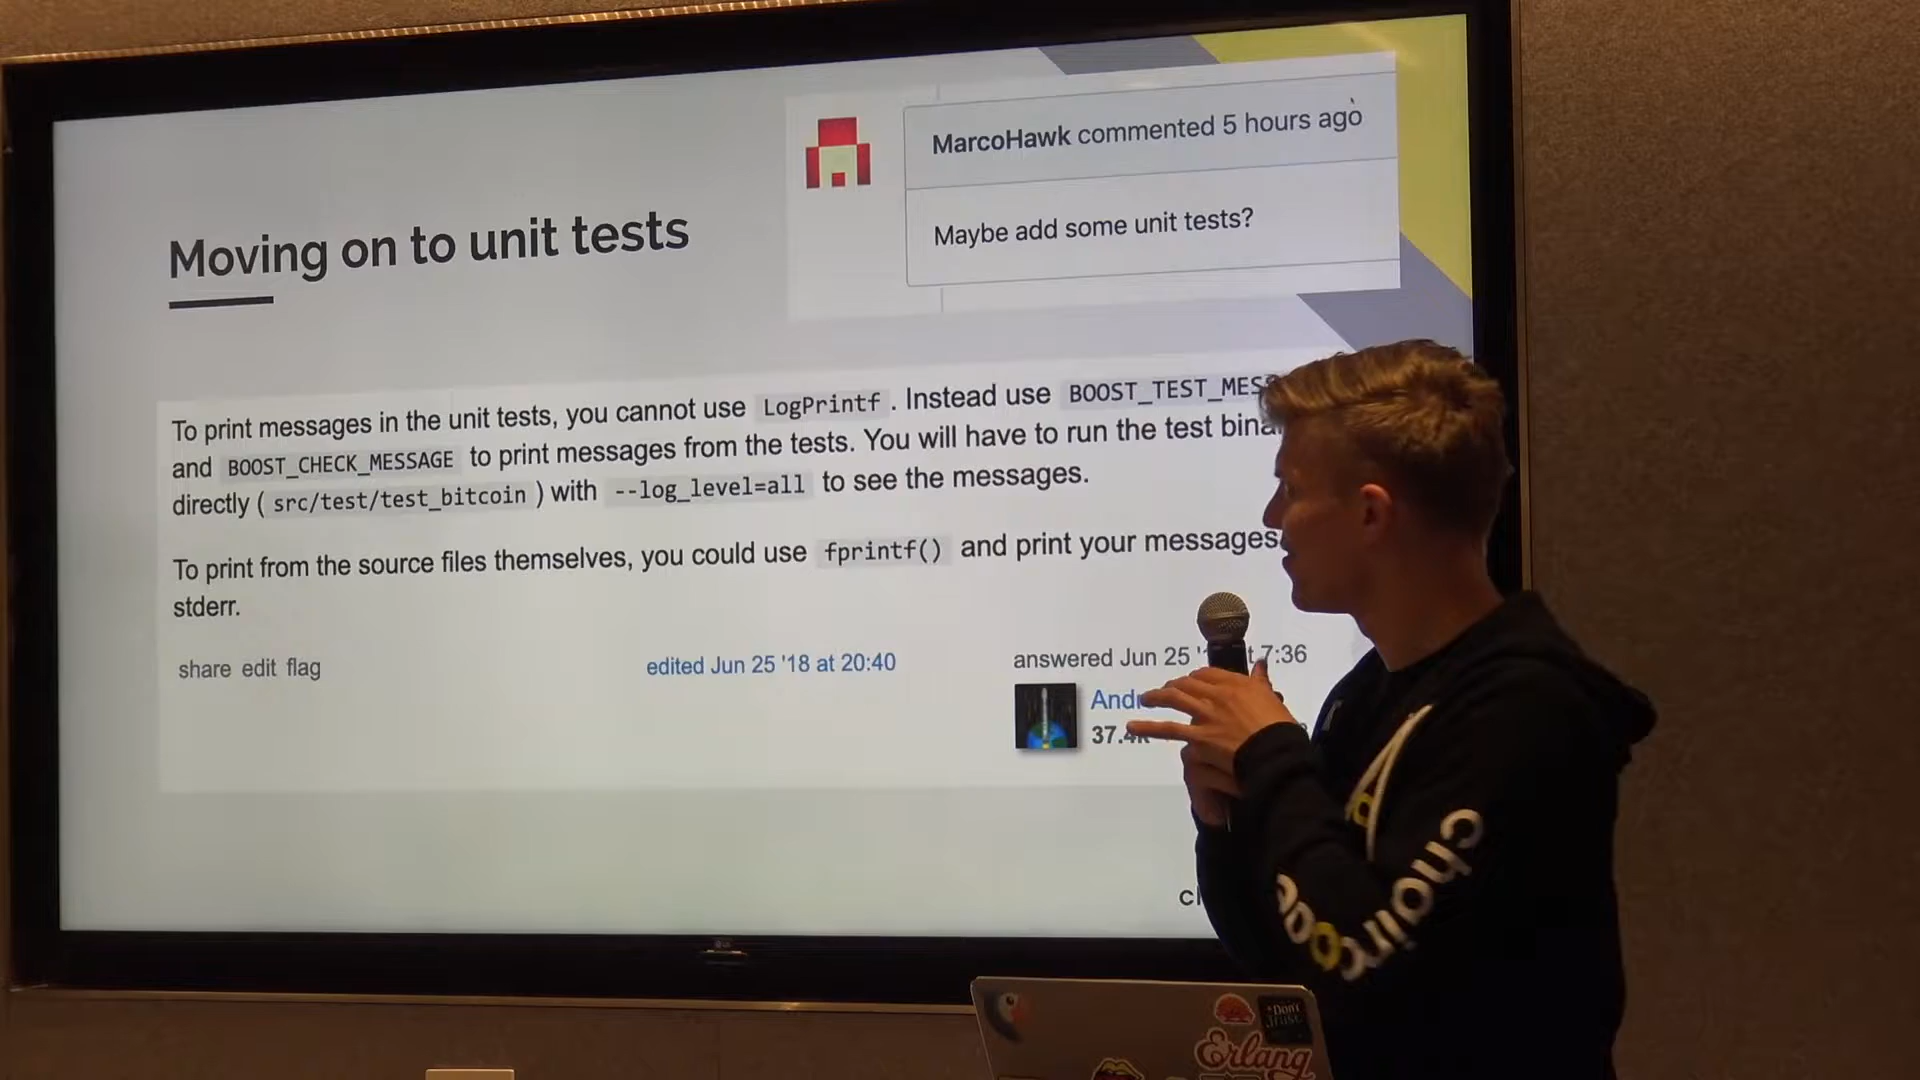 MarcoHawk commented 5 hours ago
Maybe add some unit tests?
Moving on to unit tests
To print messages in the unit tests, you cannot use LogPrintf . Instead use BOOST_TEST_MES
and BOOST_CHECK_MESSAGE to print messages from the tests. You will have to run the test
directly ( src/test/test_bitcoin ) with --log_level=all to see the messages.
To print from the source files themselves, you could use fprintf() and print your messages
stderr.
share edit flag
edited Jun 25 '18 at 20:40
answered Jun 25 7:36
chaincode
"Don't
Trust
Erlang